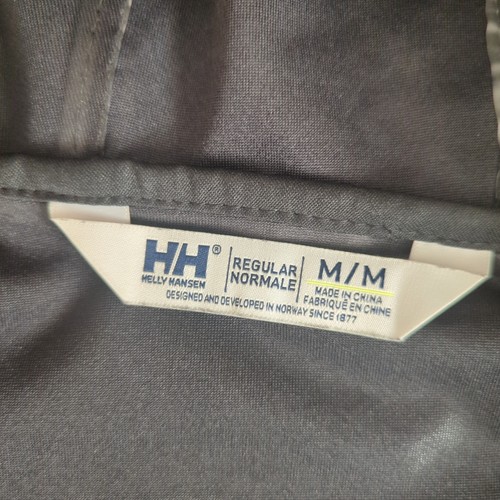 HH®
HELLY HANSEN
REGULAR
NORMALE
M/M
MADE IN CHINA
FABRIQUÉ EN CHINE
DESIGNED AND DEVELOPED IN NORWAY SINCE 1877